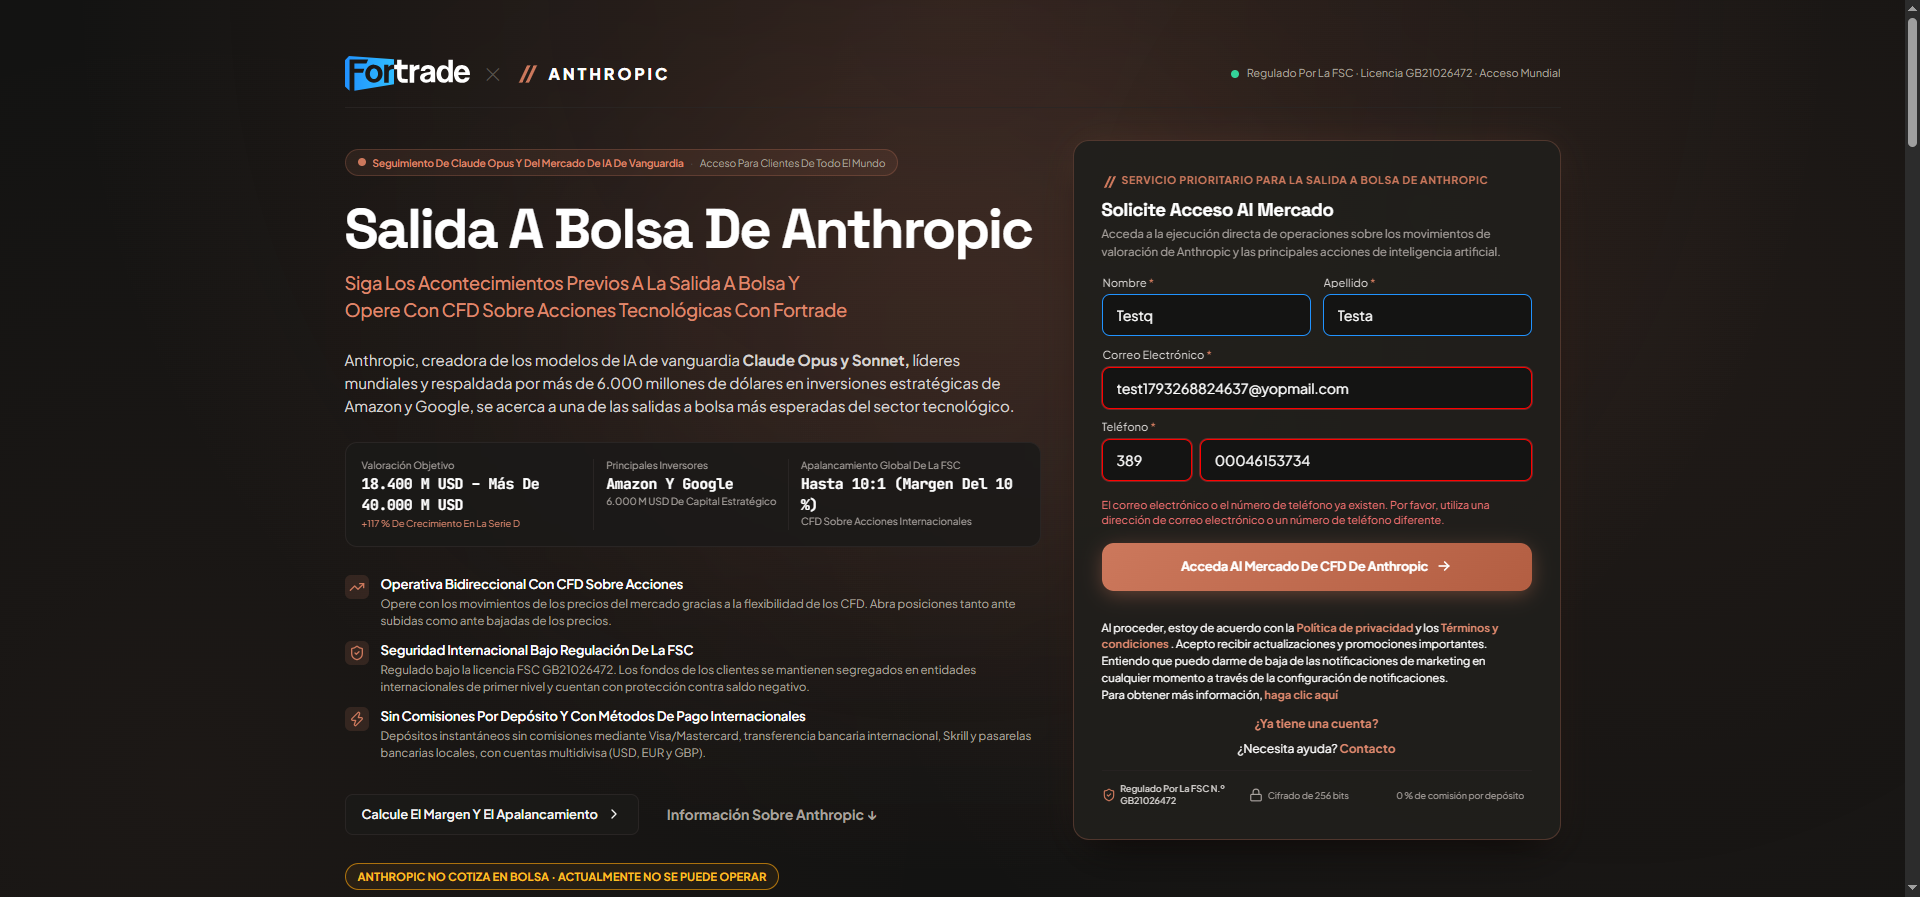 Fortrade × // ANTHROPIC
Regulado Por La FSC · Licencia GB21026472 · Acceso Mundial
Seguimiento De Claude Opus Y Del Mercado De IA De Vanguardia · Acceso Para Clientes De Todo El Mundo
Salida A Bolsa De Anthropic
Siga Los Acontecimientos Previos A La Salida A Bolsa Y
Opere Con CFD Sobre Acciones Tecnológicas Con Fortrade
Anthropic, creadora de los modelos de IA de vanguardia Claude Opus y Sonnet, líderes
mundiales y respaldada por más de 6.000 millones de dólares en inversiones estratégicas de
Amazon y Google, se acerca a una de las salidas a bolsa más esperadas del sector tecnológico.
Valoración Objetivo
18.400 M USD – Más De
40.000 M USD
+117 % De Crecimiento En La Serie D
Principales Inversores
Amazon Y Google
6.000 M USD De Capital Estratégico
Apalancamiento Global De La FSC
Hasta 10:1 (Margen Del 10
%)
CFD Sobre Acciones Internacionales
Operativa Bidireccional Con CFD Sobre Acciones
Opere con los movimientos de los precios del mercado gracias a la flexibilidad de los CFD. Abra posiciones tanto ante
subidas como ante bajadas de los precios.
Seguridad Internacional Bajo Regulación De La FSC
Regulado bajo la licencia FSC GB21026472. Los fondos de los clientes se mantienen segregados en entidades
internacionales de primer nivel y cuentan con protección contra saldo negativo.
Sin Comisiones Por Depósito Y Con Métodos De Pago Internacionales
Depósitos instantáneos sin comisiones mediante Visa/Mastercard, transferencia bancaria internacional, Skrill y pasarelas
bancarias locales, con cuentas multidivisa (USD, EUR y GBP).
Calcule El Margen Y El Apalancamiento
Información Sobre Anthropic ↓
ANTHROPIC NO COTIZA EN BOLSA · ACTUALMENTE NO SE PUEDE OPERAR
// SERVICIO PRIORITARIO PARA LA SALIDA A BOLSA DE ANTHROPIC
Solicite Acceso Al Mercado
Acceda a la ejecución directa de operaciones sobre los movimientos de
valoración de Anthropic y las principales acciones de inteligencia artificial.
Nombre * Apellido *
Testq Testa
Correo Electrónico *
test1793268824637@yopmail.com
Teléfono *
389 00046153734
El correo electrónico o el número de teléfono ya existen. Por favor, utiliza una
dirección de correo electrónico o un número de teléfono diferente.
Acceda Al Mercado De CFD De Anthropic →
Al proceder, estoy de acuerdo con la Política de privacidad y los Términos y
condiciones . Acepto recibir actualizaciones y promociones importantes.
Entiendo que puedo darme de baja de las notificaciones de marketing en
cualquier momento a través de la configuración de notificaciones.
Para obtener más información, haga clic aquí
¿Ya tiene una cuenta?
¿Necesita ayuda? Contacto
Regulado Por La FSC N.º
GB21026472
Cifrado de 256 bits
0 % de comisión por depósito